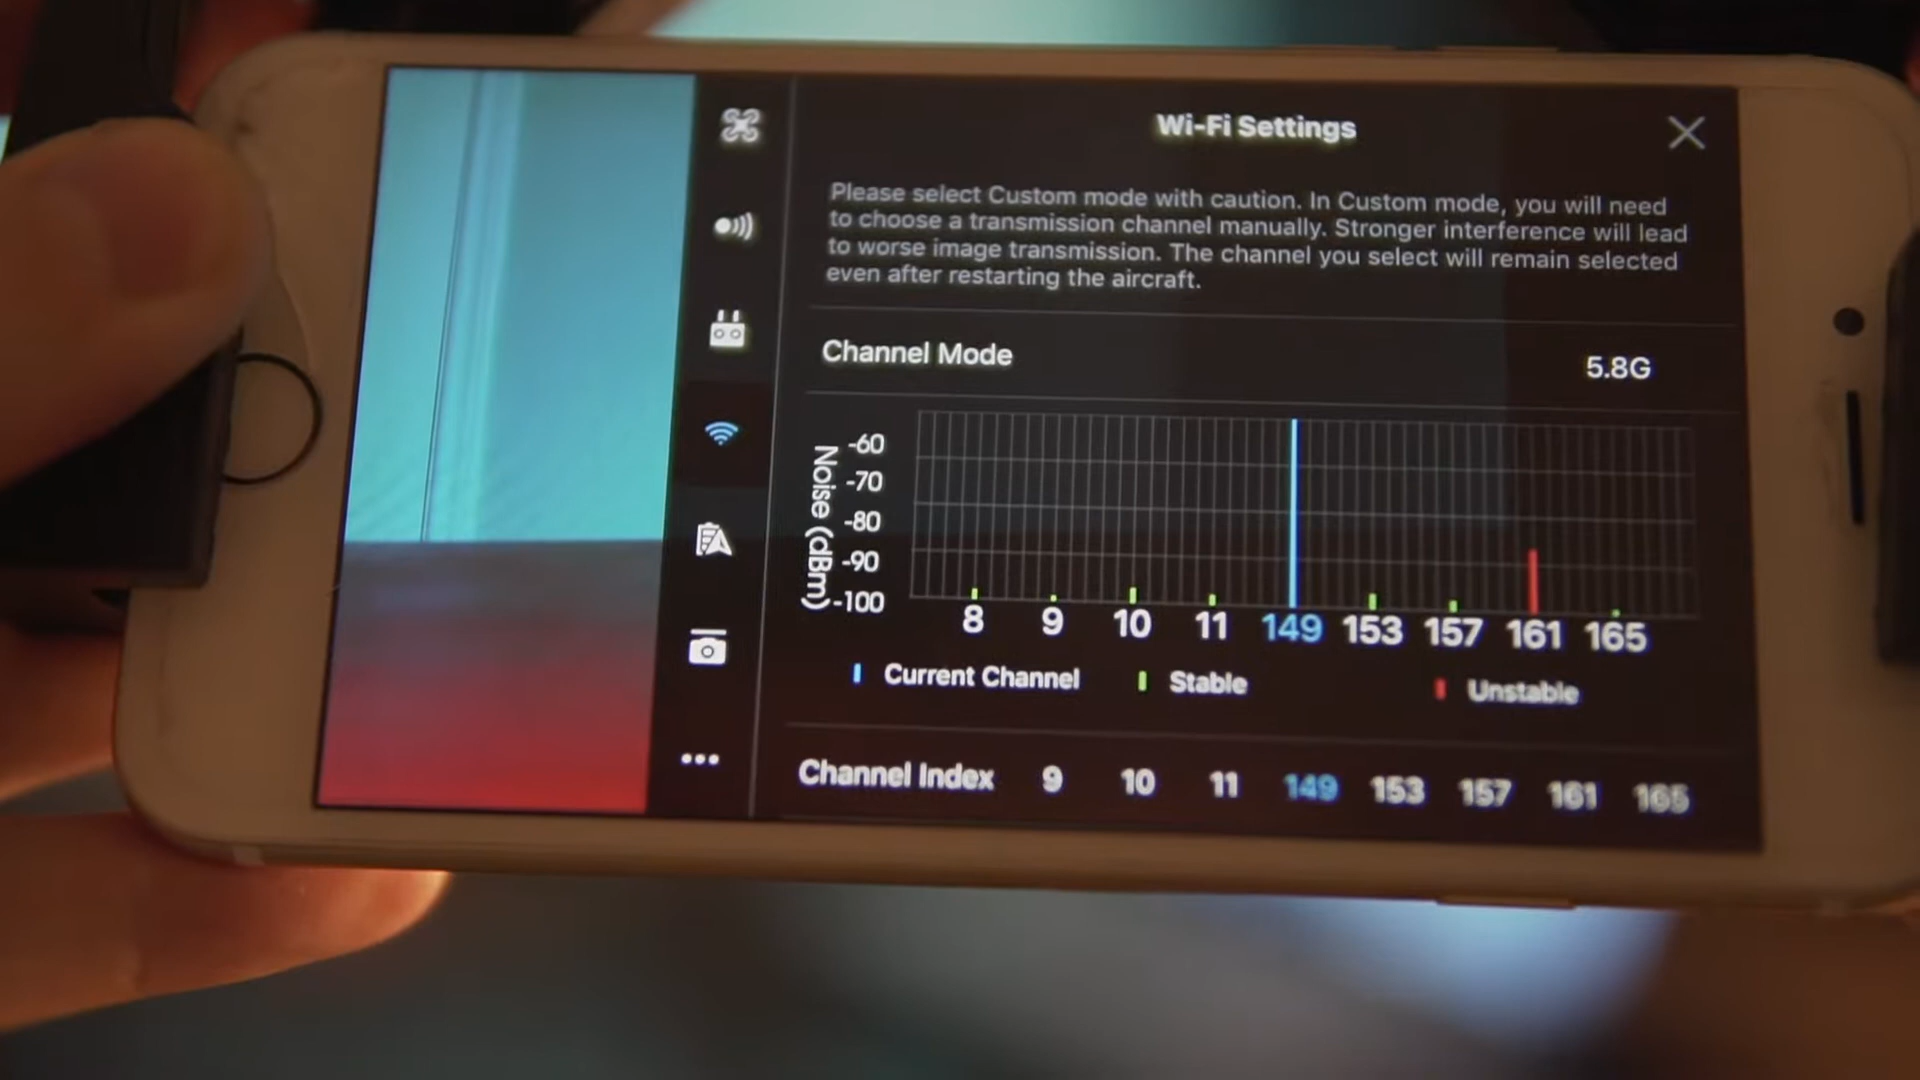 Wi-Fi Settings
Please select Custom mode with caution. In Custom mode, you will need
to choose a transmission channel manually. Stronger interference will lead
to worse image transmission. The channel you select will remain selected
even after restarting the aircraft.
Channel Mode 5.8G
Noise (dBm)
-60
-70
-80
-90
-100
8 9 10 11 149 153 157 161 165
Current Channel Stable Unstable
Channel Index 9 10 11 149 153 157 161 165